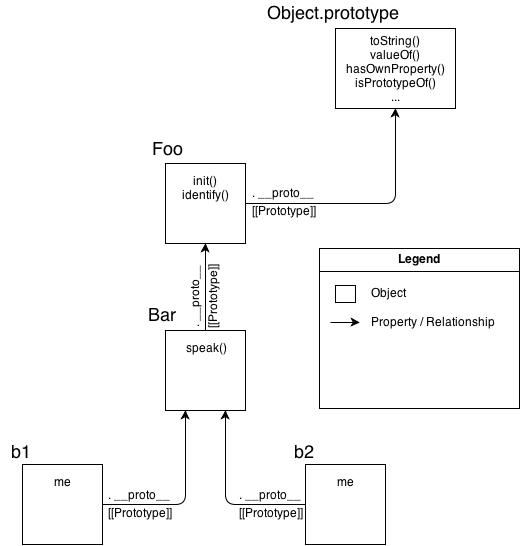 Object.prototype
toString()
valueOf()
hasOwnProperty()
isPrototypeOf()
...
Foo
init()
identify()
. __proto__
[[Prototype]]
. __proto__
[[Prototype]]
Legend
Object
Property / Relationship
Bar
speak()
b1
me
. __proto__
[[Prototype]]
b2
me
. __proto__
[[Prototype]]